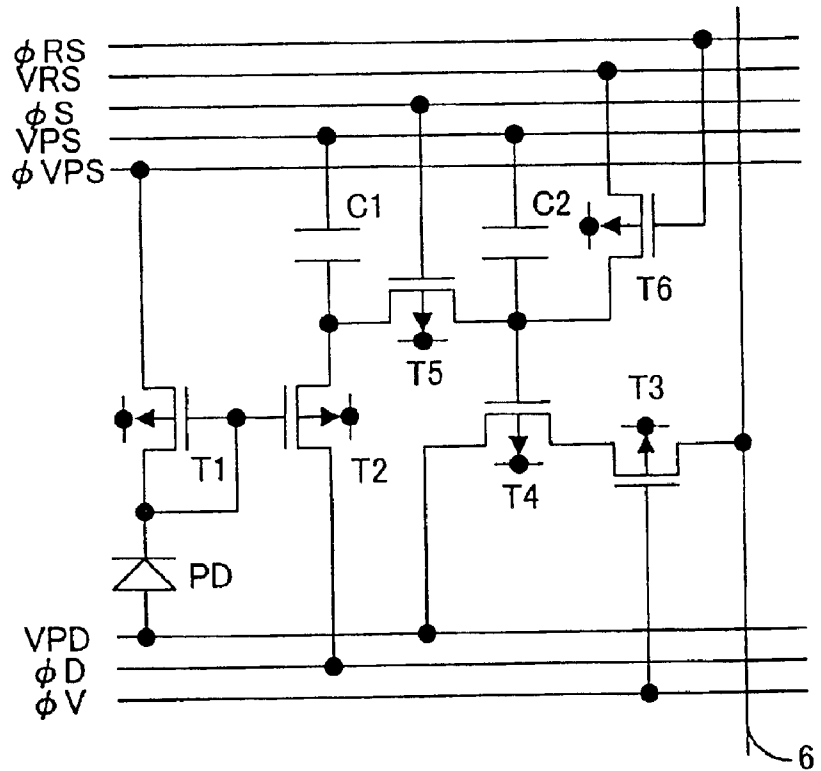 φRS
VRS
φS
VPS
φVPS
C1
C2
T6
T5
T3
T1
T2
T4
PD
VPD
φD
φV
6